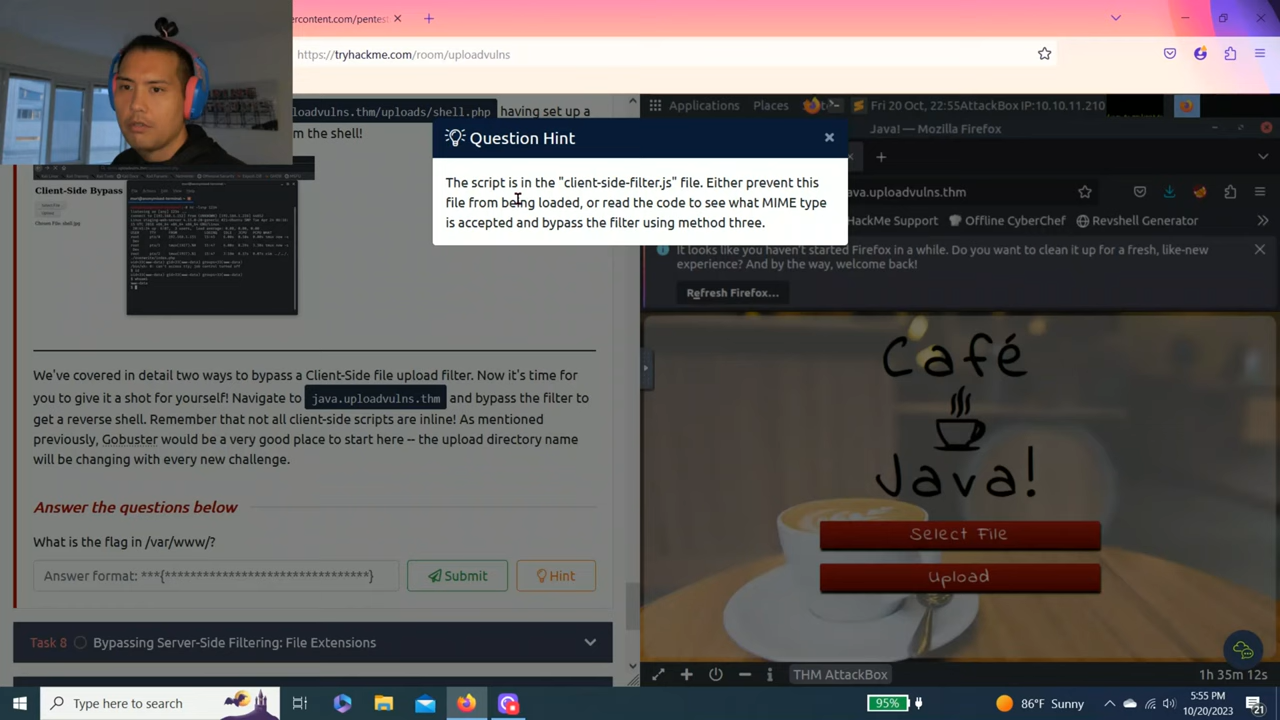 ercontent.com/pentes
https://tryhackme.com/room/uploadvulns
loadvulns.thm/uploads/shell.php having set up a
m the shell!
Client-Side Bypass
Question Hint
The script is in the "client-side-filter.js" file. Either prevent this
file from being loaded, or read the code to see what MIME type
is accepted and bypass the filter using method three.
We've covered in detail two ways to bypass a Client-Side file upload filter. Now it's time for
you to give it a shot for yourself! Navigate to java.uploadvulns.thm and bypass the filter to
get a reverse shell. Remember that not all client-side scripts are inline! As mentioned
previously, Gobuster would be a very good place to start here -- the upload directory name
will be changing with every new challenge.
Answer the questions below
What is the flag in /var/www/?
Answer format: ***{********************************}
Submit
Hint
Task 8 Bypassing Server-Side Filtering: File Extensions
Applications Places Fri 20 Oct, 22:55 AttackBox IP:10.10.11.210
Java! — Mozilla Firefox
ava.uploadvulns.thm
Me Support Offline CyberChef Revshell Generator
It looks like you haven't started Firefox in a while. Do you want to clean it up for a fresh, like-new
experience? And by the way, welcome back!
Refresh Firefox...
Café
Java!
Select File
Upload
THM AttackBox
1h 35m 12s
Type here to search
95%
86°F Sunny
5:55 PM
10/20/2023
21